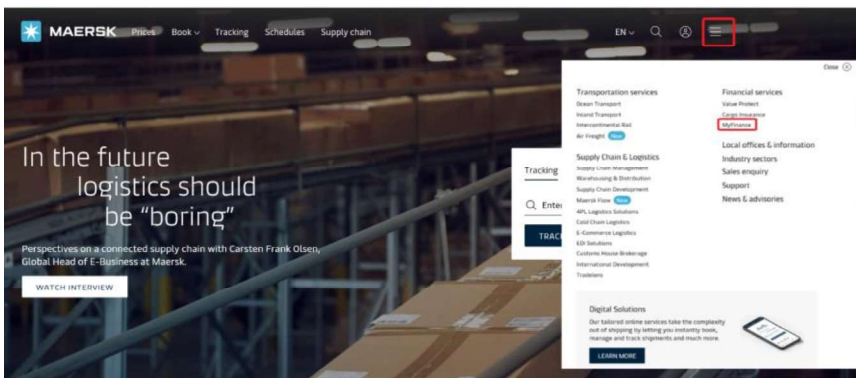 MAERSK Prices Book Tracking Schedules Supply chain EN
Close
In the future
logistics should
be “boring”
Perspectives on a connected supply chain with Carsten Frank Olsen,
Global Head of E-Business at Maersk.
WATCH INTERVIEW
Tracking
Enter
TRAC
Transportation services
Ocean Transport
Inland Transport
Intercontinental Rail
Air Freight New
Supply Chain & Logistics
Supply Chain Management
Warehousing & Distribution
Supply Chain Development
Maersk Flow New
4PL Logistics Solutions
Cold Chain Logistics
E-Commerce Logistics
EDI Solutions
Customs House Brokerage
International Development
Tradelens
Financial services
Value Protect
Cargo Insurance
MyFinance
Local offices & information
Industry sectors
Sales enquiry
Support
News & advisories
Digital Solutions
Our tailored online services take the complexity
out of shipping by letting you instantly book,
manage and track shipments and much more.
LEARN MORE